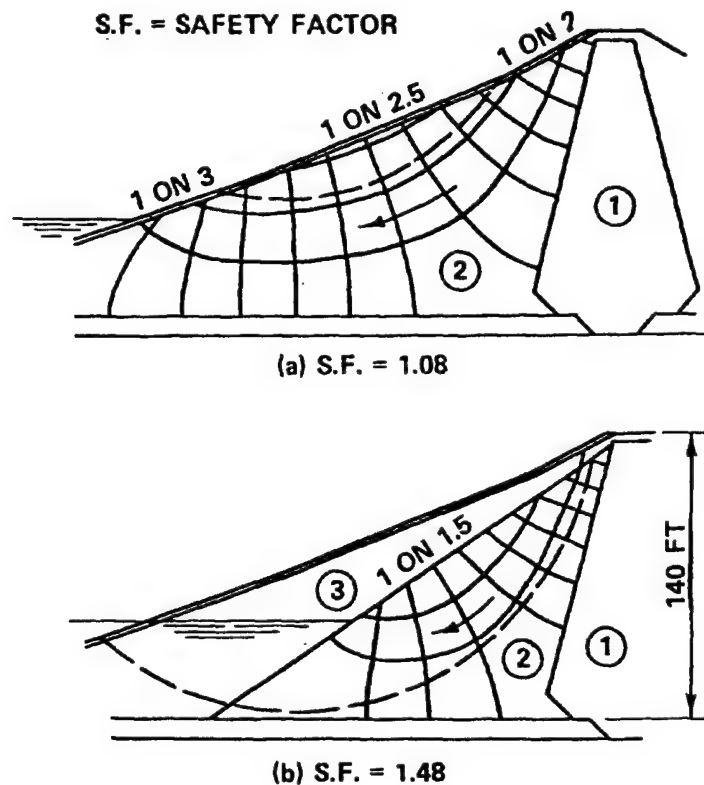 S.F. = SAFETY FACTOR
1 ON 2
1 ON 2.5
1 ON 3
1
2
(a) S.F. = 1.08
1 ON 1.5
3
2
1
140 FT
(b) S.F. = 1.48